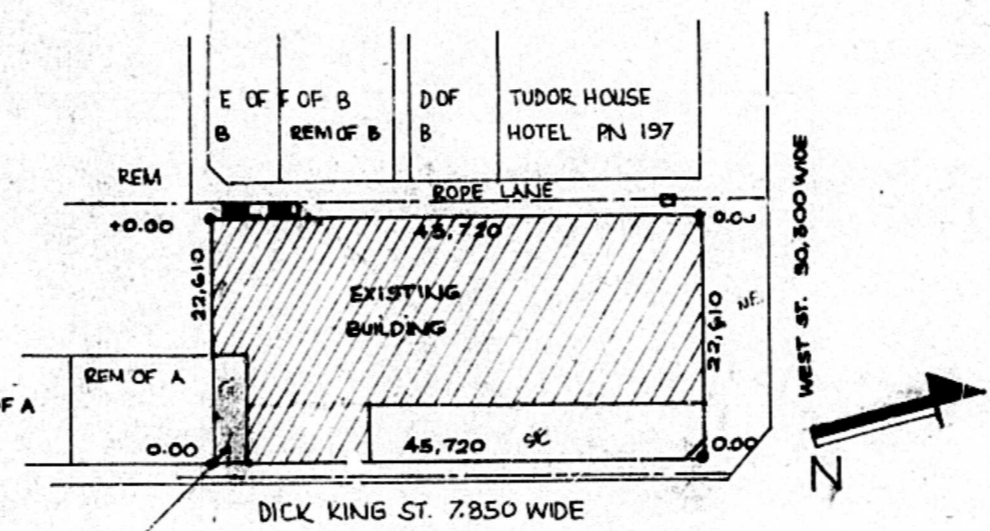 E OF
B
F OF B
REM OF B
D OF
B
TUDOR HOUSE
HOTEL PN 197
REM
ROPE LANE
+0.00
45,720
22,610
EXISTING
BUILDING
22,610
WEST ST. 30,300 WIDE
REM OF A
F A
0.00
45,720
0.00
N
DICK KING ST. 7.850 WIDE